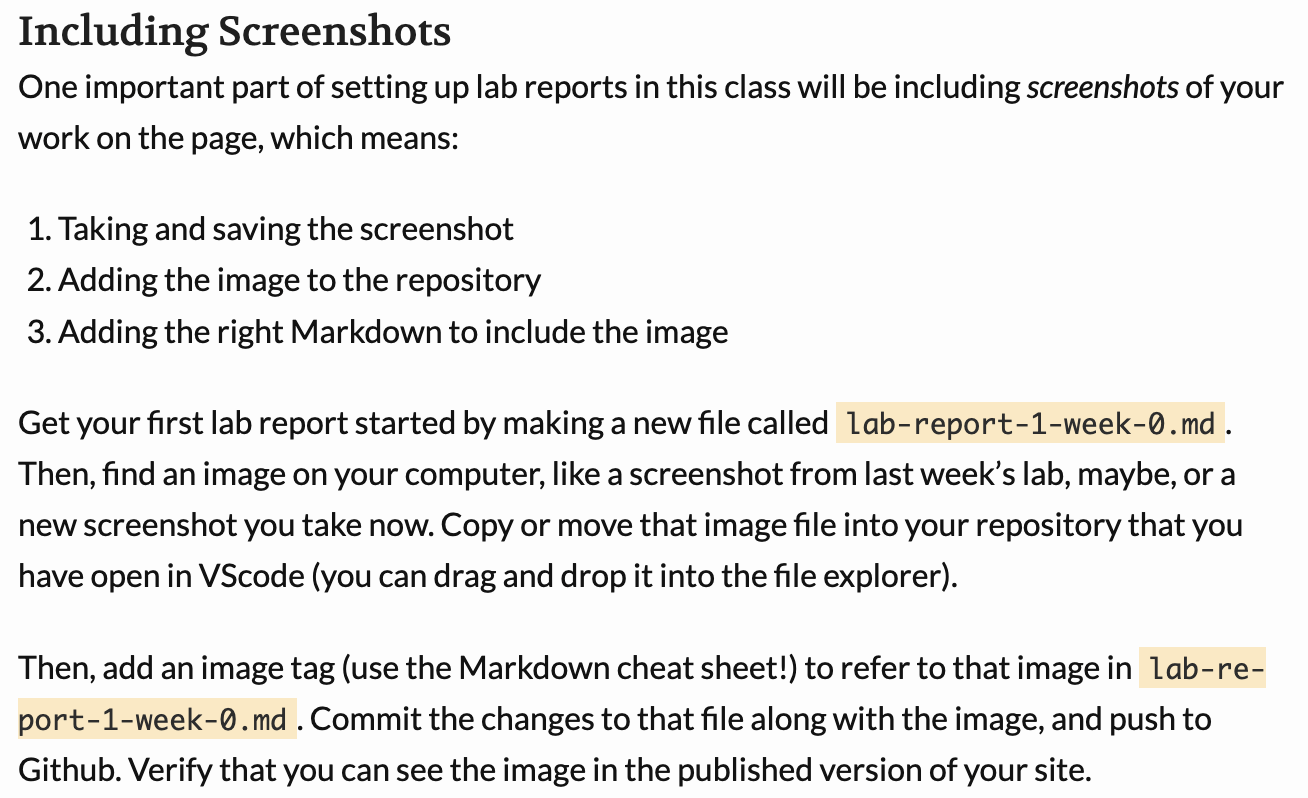 Including Screenshots
One important part of setting up lab reports in this class will be including screenshots of your
work on the page, which means:
1. Taking and saving the screenshot
2. Adding the image to the repository
3. Adding the right Markdown to include the image
Get your first lab report started by making a new file called lab-report-1-week-0.md.
Then, find an image on your computer, like a screenshot from last week’s lab, maybe, or a
new screenshot you take now. Copy or move that image file into your repository that you
have open in VScode (you can drag and drop it into the file explorer).
Then, add an image tag (use the Markdown cheat sheet!) to refer to that image in lab-re-
port-1-week-0.md. Commit the changes to that file along with the image, and push to
Github. Verify that you can see the image in the published version of your site.